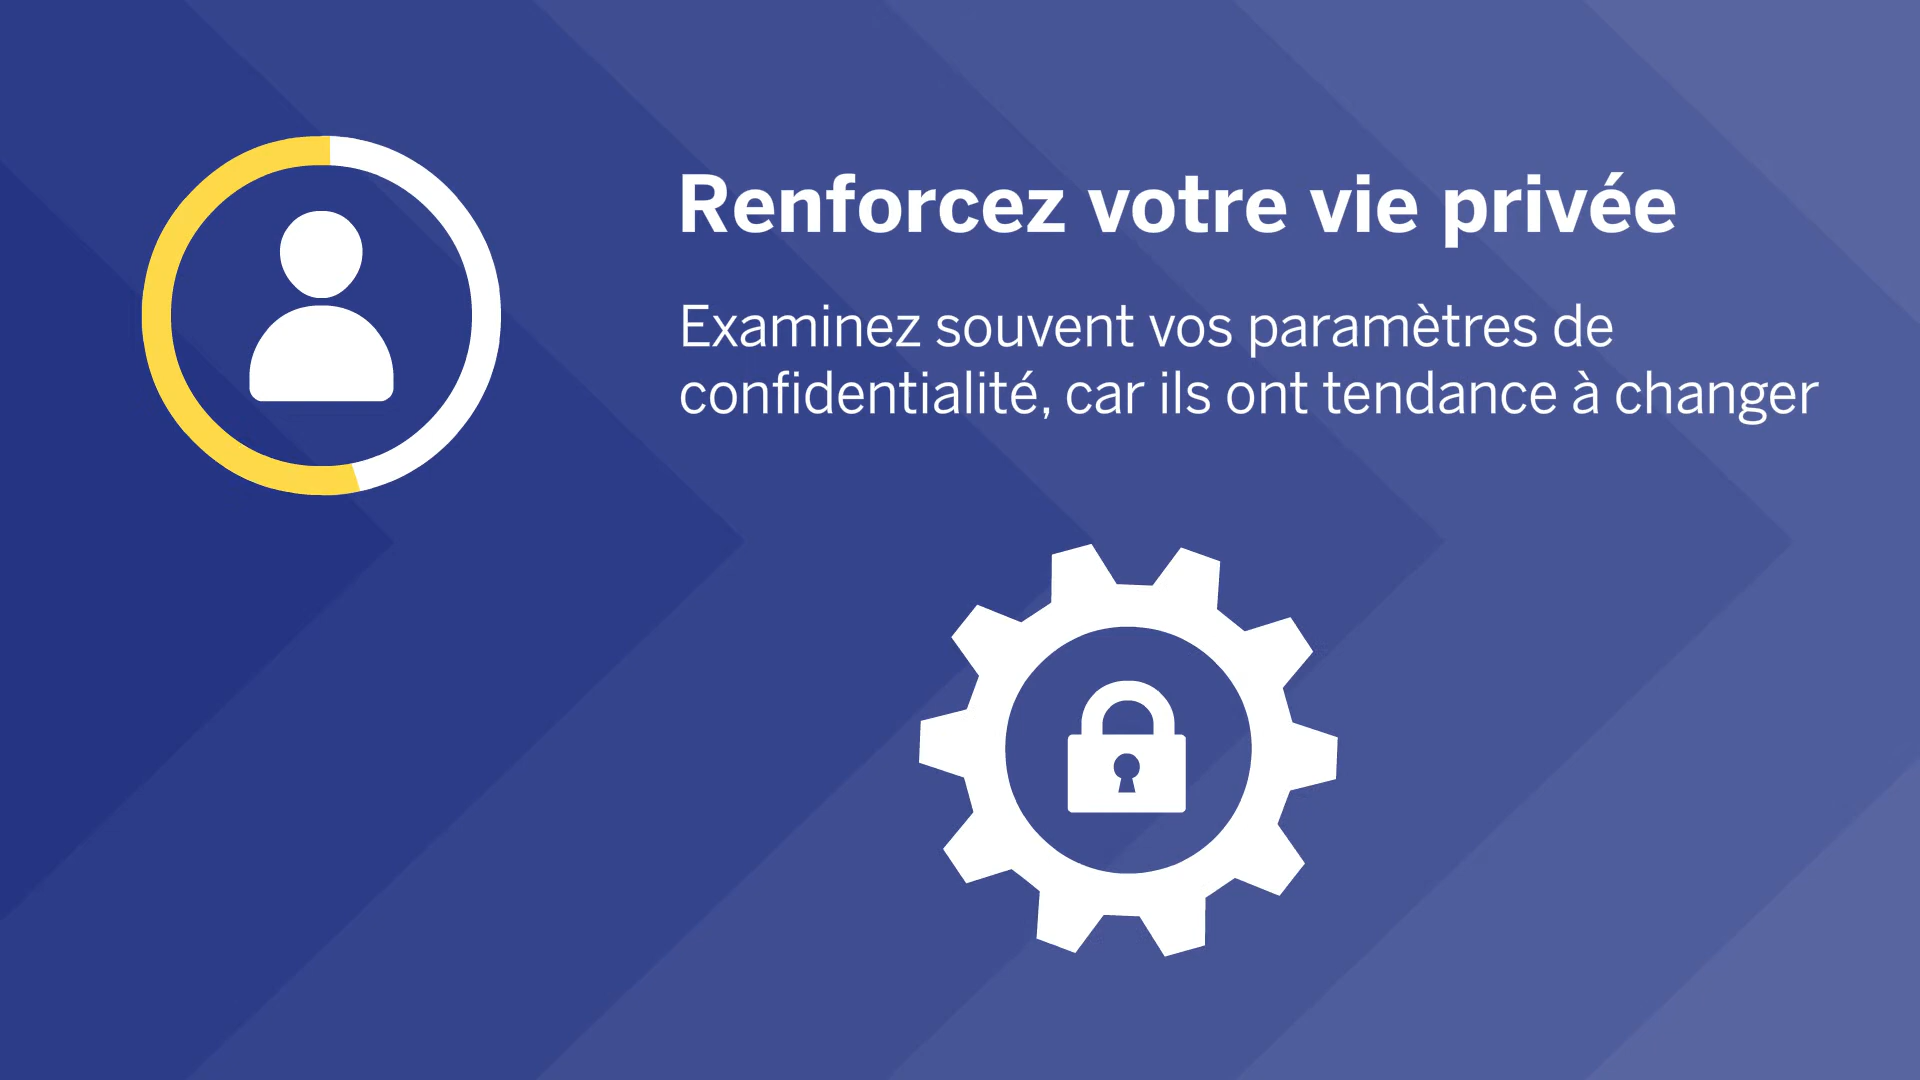 Renforcez votre vie privée
Examinez souvent vos paramètres de
confidentialité, car ils ont tendance à changer